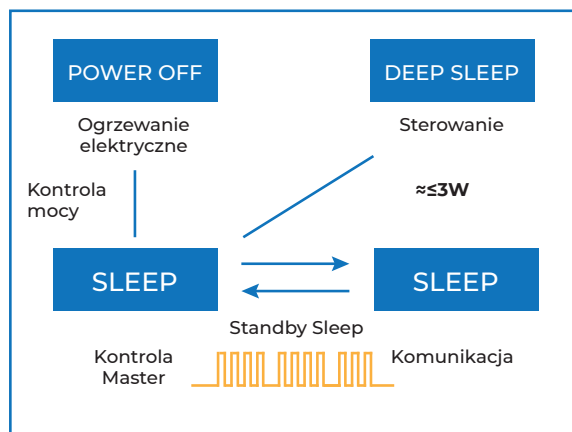 POWER OFF
DEEP SLEEP
Ogrzewanie
elektryczne
Sterowanie
Kontrola
mocy
≈≤3W
SLEEP
SLEEP
Standby Sleep
Kontrola
Master
Komunikacja